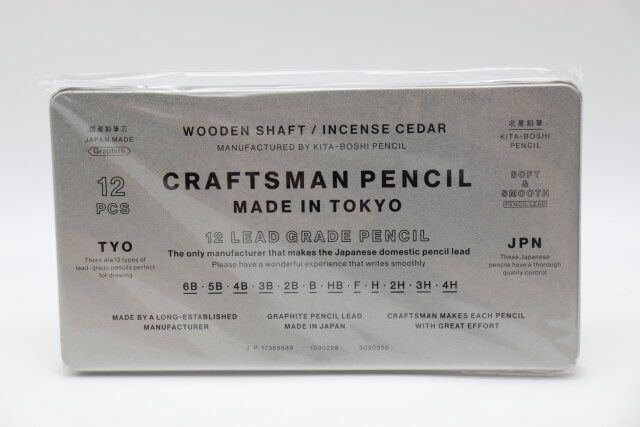 国産鉛筆芯
JAPAN MADE
Graphite
12
PCS
TYO
There are 12 types of
lead-grade pencils perfect
for drawing
WOODEN SHAFT / INCENSE CEDAR
MANUFACTURED BY KITA-BOSHI PENCIL
CRAFTSMAN PENCIL
MADE IN TOKYO
12 LEAD GRADE PENCIL
The only manufacturer that makes the Japanese domestic pencil lead
Please have a wonderful experience that writes smoothly
6B · 5B · 4B · 3B · 2B · B · HB · F · H · 2H · 3H · 4H
北星鉛筆
KITA-BOSHI
PENCIL
SOFT
&
SMOOTH
PENCIL LEAD
JPN
These Japanese
pencils have a thorough
quality control
MADE BY A LONG-ESTABLISHED
MANUFACTURER
GRAPHITE PENCIL LEAD
MADE IN JAPAN
CRAFTSMAN MAKES EACH PENCIL
WITH GREAT EFFORT
J P 17388688 1090299 3090920